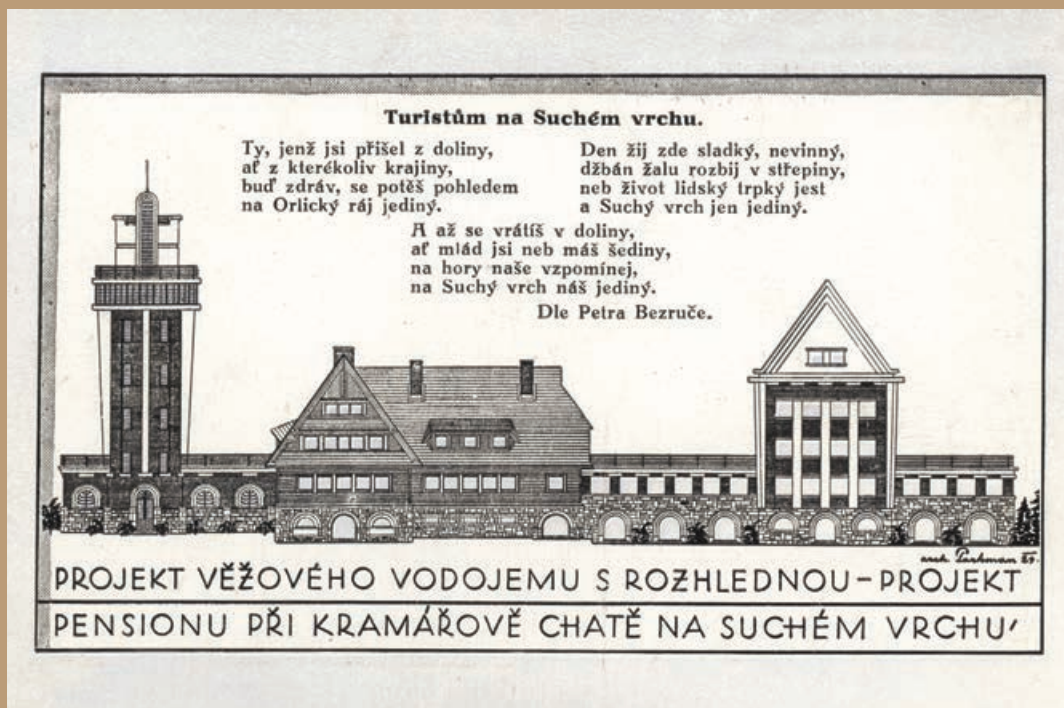 Turistům na Suchém vrchu.
Ty, jenž jsi přišel z doliny,
ať z kterékoliv krajiny,
buď zdráv, se potěš pohledem
na Orlický ráj jediný.
Den žij zde sladký, nevinný,
džbán žalu rozbij v střepiny,
neb život lidský trpký jest
a Suchý vrch jen jediný.
A až se vrátíš v doliny,
ať mlád jsi neb máš šediny,
na hory naše vzpomínej,
na Suchý vrch náš jediný.
Dle Petra Bezruče.
arch.
PROJEKT VĚŽOVÉHO VODOJEMU S ROZHLEDNOU – PROJEKT
PENSIONU PŘI KRAMÁŘOVĚ CHATĚ NA SUCHÉM VRCHU'